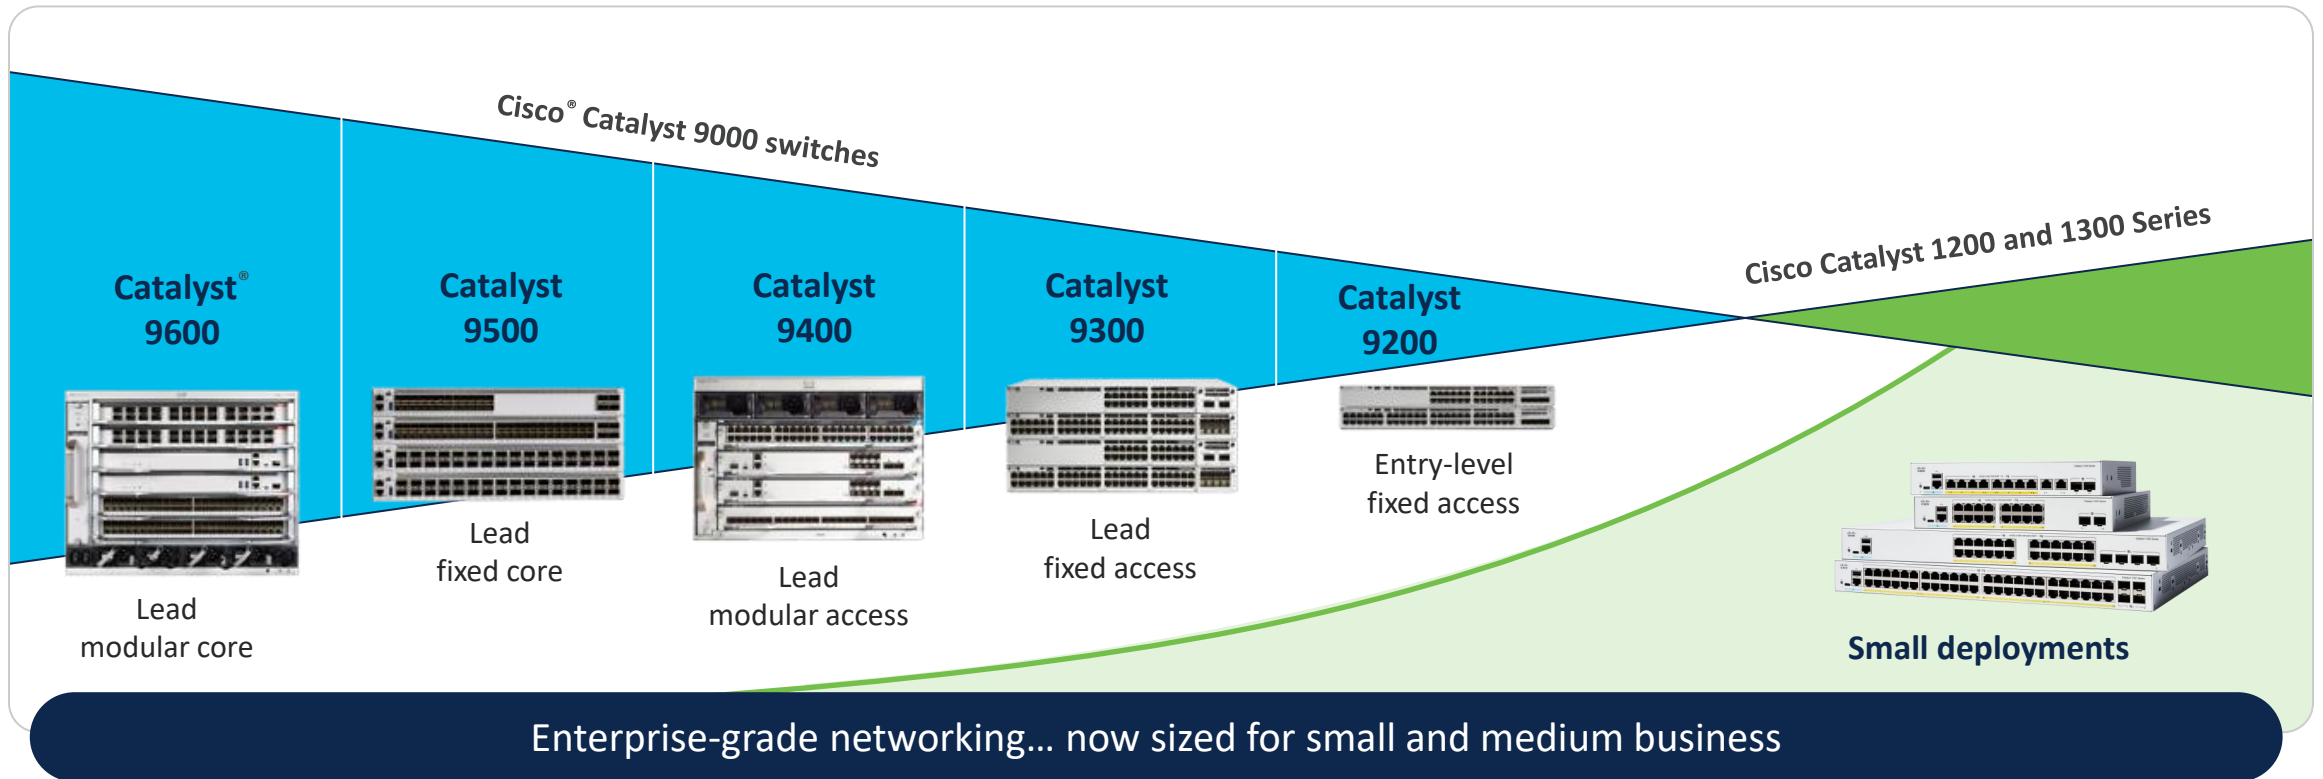 Cisco® Catalyst 9000 switches
Cisco Catalyst 1200 and 1300 Series
Catalyst®
9600
Catalyst
9500
Catalyst
9400
Catalyst
9300
Catalyst
9200
Lead
modular core
Lead
fixed core
Lead
modular access
Lead
fixed access
Entry-level
fixed access
Small deployments
Enterprise-grade networking... now sized for small and medium business